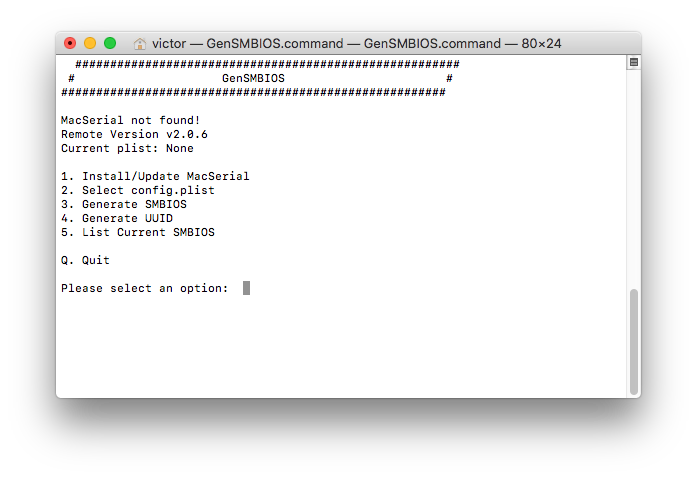 victor — GenSMBIOS.command — GenSMBIOS.command — 80×24
#######################################################
# GenSMBIOS #
#######################################################
MacSerial not found!
Remote Version v2.0.6
Current plist: None
1. Install/Update MacSerial
2. Select config.plist
3. Generate SMBIOS
4. Generate UUID
5. List Current SMBIOS
Q. Quit
Please select an option: